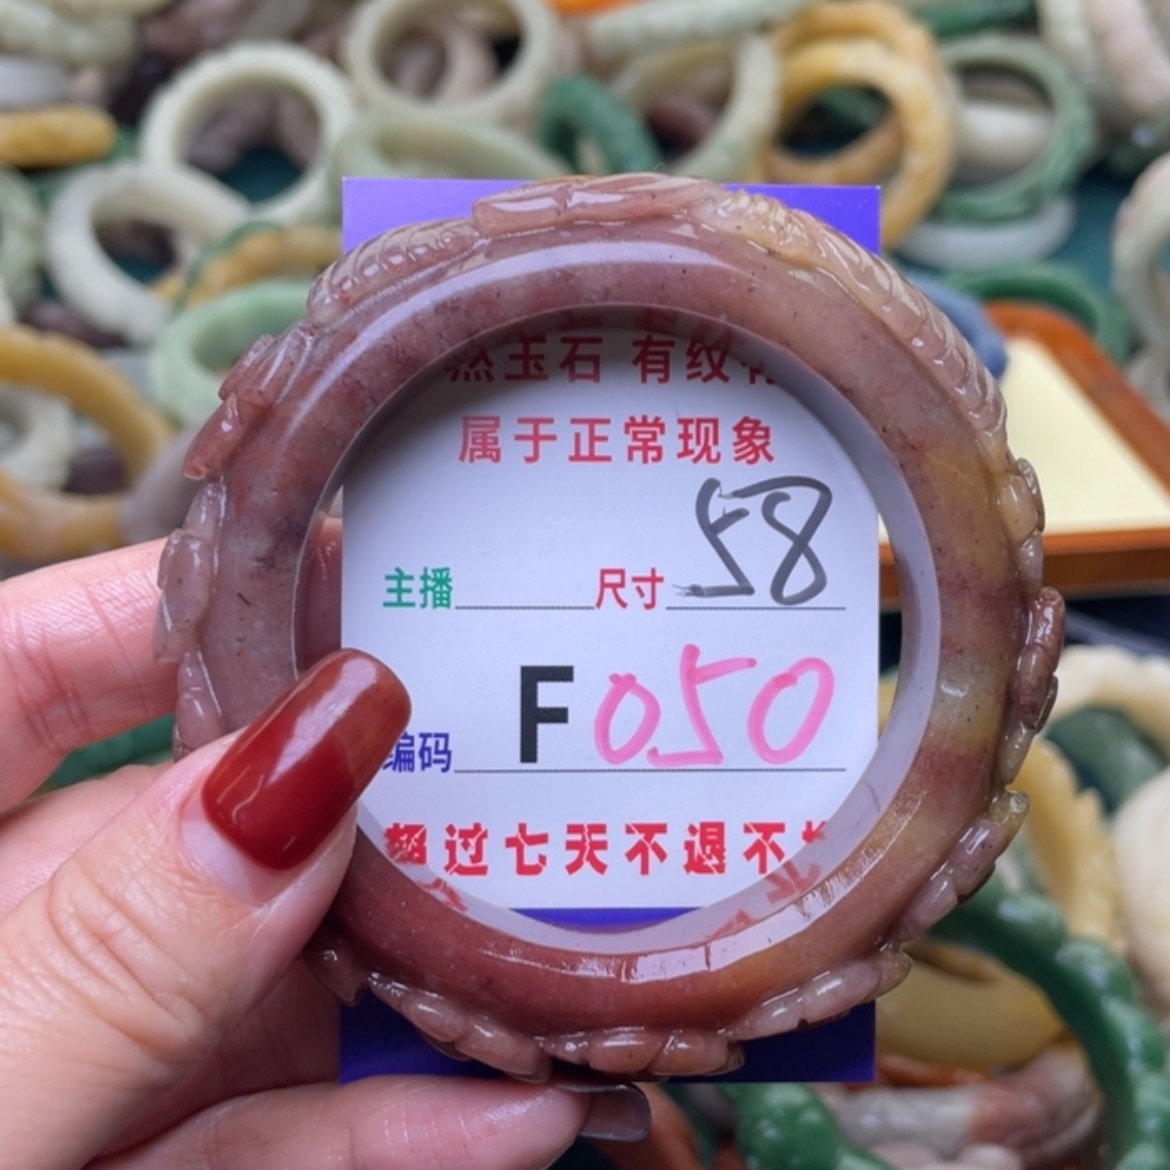 然玉石 有纹
属于正常现象
主播 尺寸 58
编码 F 050
超过七天不退不